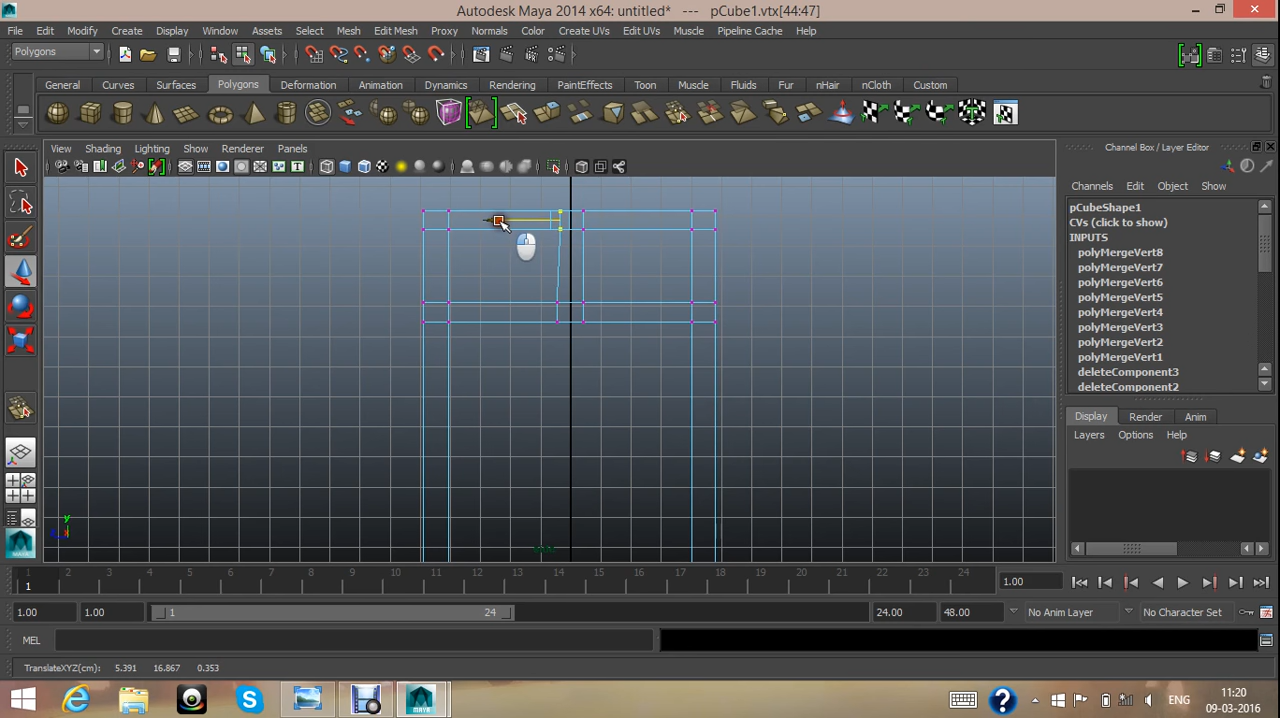 Autodesk Maya 2014 x64: untitled* --- pCube1.vtx[44:47]
File Edit Modify Create Display Window Assets Select Mesh Edit Mesh Proxy Normals Color Create UVs Edit UVs Muscle Pipeline Cache Help
Polygons
General Curves Surfaces Polygons Deformation Animation Dynamics Rendering PaintEffects Toon Muscle Fluids Fur nHair nCloth Custom
View Shading Lighting Show Renderer Panels
Channel Box / Layer Editor
Channels Edit Object Show
pCubeShape1
CVs (click to show)
INPUTS
polyMergeVert8
polyMergeVert7
polyMergeVert6
polyMergeVert5
polyMergeVert4
polyMergeVert3
polyMergeVert2
polyMergeVert1
deleteComponent3
deleteComponent2
Display Render Anim
Layers Options Help
y
1 2 3 4 5 6 7 8 9 10 11 12 13 14 15 16 17 18 19 20 21 22 23 24
1
1.00
1.00 1.00 1 24 24.00 48.00 No Anim Layer No Character Set
MEL
TranslateXYZ(cm): 5.391 16.867 0.353
MAYA
ENG
11:20
09-03-2016